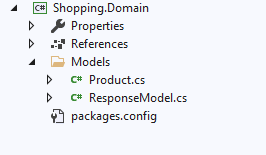 C# Shopping.Domain
Properties
References
Models
C# Product.cs
C# ResponseModel.cs
packages.config